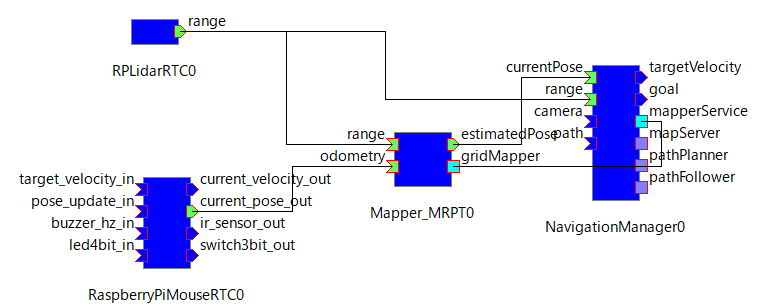 range
RPLidarRTC0
currentPose
range
camera
path
targetVelocity
goal
mapperService
mapServer
pathPlanner
pathFollower
NavigationManager0
range
odometry
estimatedPose
gridMapper
Mapper_MRPT0
target_velocity_in
pose_update_in
buzzer_hz_in
led4bit_in
current_velocity_out
current_pose_out
ir_sensor_out
switch3bit_out
RaspberryPiMouseRTC0